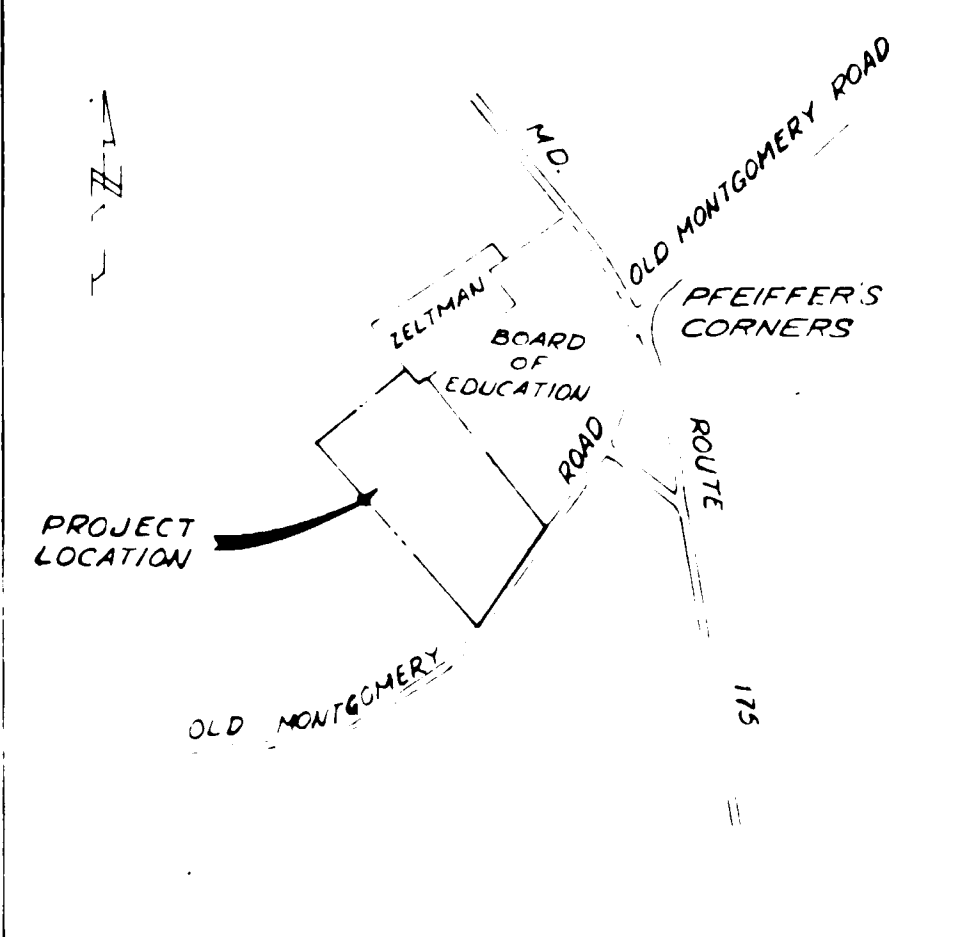 N
MD.
OLD MONTGOMERY ROAD
PFEIFFER'S
CORNERS
ZELTMAN
BOARD
OF
EDUCATION
ROAD
ROUTE
PROJECT
LOCATION
OLD MONTGOMERY
175